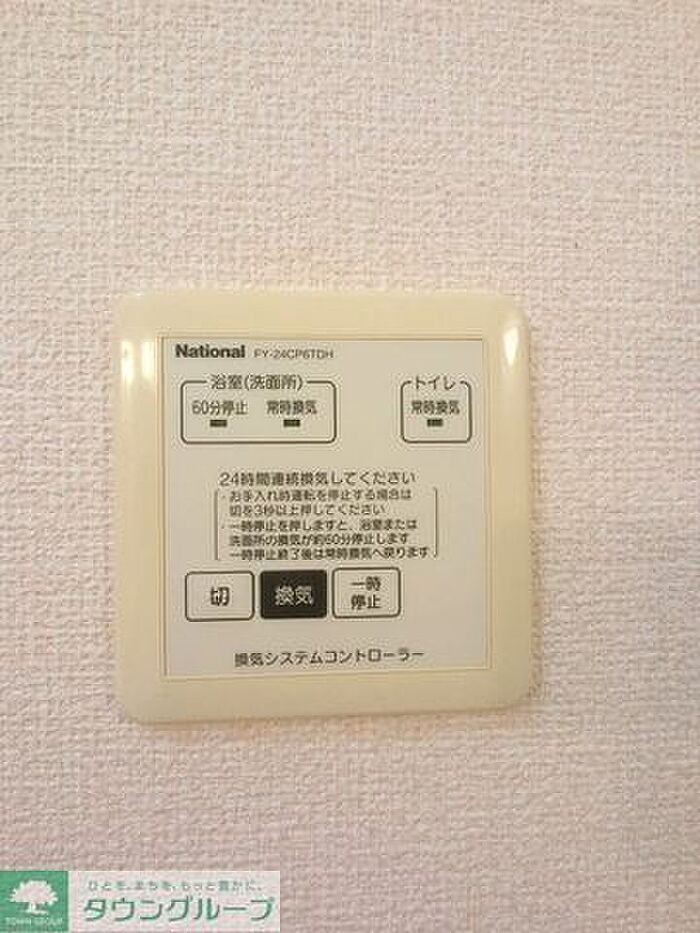 National FY-24CP6TDH
浴室(洗面所)
トイレ
60分停止 常時換気
常時換気
24時間連続換気してください
・お手入れ時運転を停止する場合は
切を3秒以上押してください
・一時停止を押しますと、浴室または
洗面所の換気が約60分停止します
一時停止終了後は常時換気へ戻ります
切
換気
一時
停止
換気システムコントローラー
ひとを、まちを、もっと豊かに。
タウングループ
TOWN GROUP